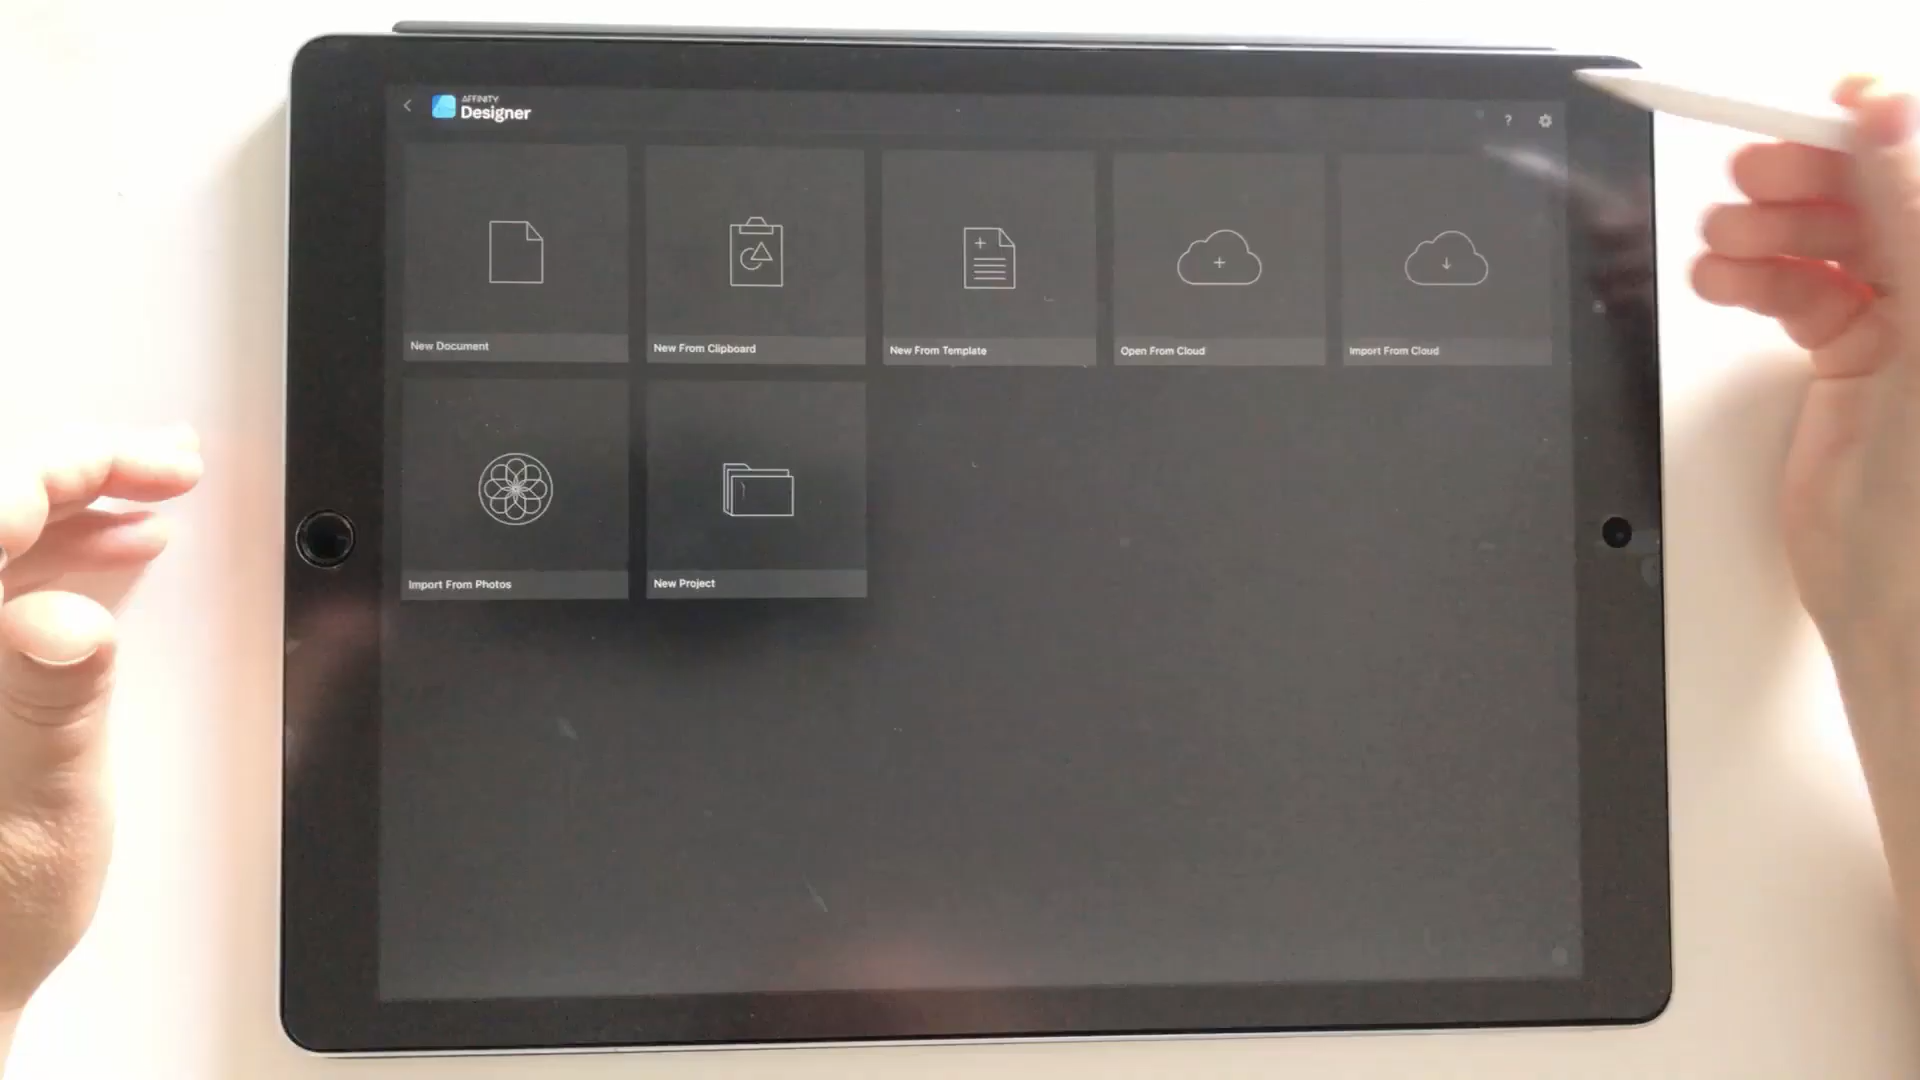 AFFINITY
Designer
?
New Document
New From Clipboard
New From Template
Open From Cloud
Import From Cloud
Import From Photos
New Project